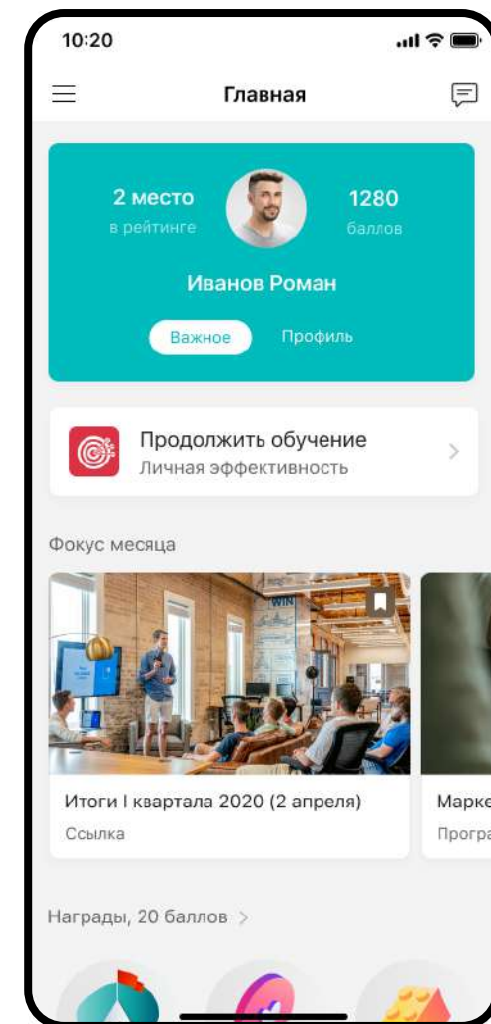 10:20
Главная
2 место
в рейтинге
1280
баллов
Иванов Роман
Важное
Профиль
Продолжить обучение
Личная эффективность
Фокус месяца
WIN
Итоги I квартала 2020 (2 апреля)
Ссылка
Марке
Програ
Награды, 20 баллов